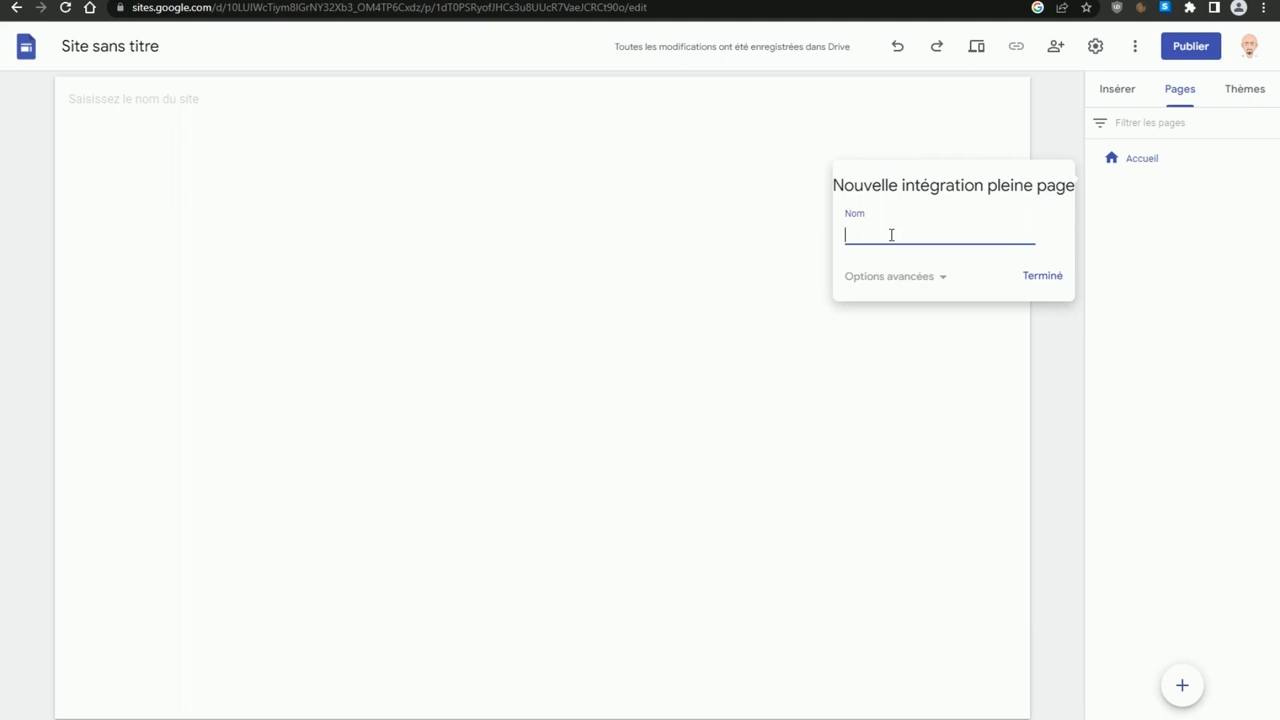 sites.google.com/d/10LUIWcTiym8IGrNY32Xb3_OM4TP6Cxdz/p/1dT0PSRyofJHCs3u8UUcR7VaeJCRCt90o/edit
Site sans titre
Toutes les modifications ont été enregistrées dans Drive
Publier
Saisissez le nom du site
Insérer
Pages
Thèmes
Filtrer les pages
Accueil
Nouvelle intégration pleine page
Nom
Options avancées
Terminé